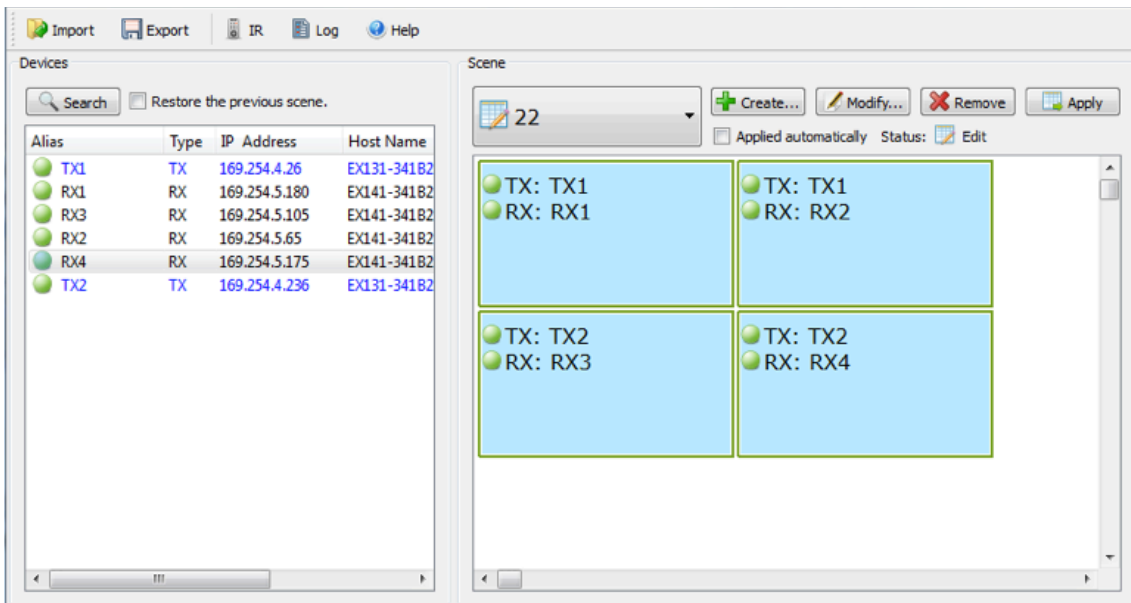 Import Export IR Log Help
Devices
Search Restore the previous scene.
Alias Type IP Address Host Name
TX1 TX 169.254.4.26 EX131-341B2
RX1 RX 169.254.5.180 EX141-341B2
RX3 RX 169.254.5.105 EX141-341B2
RX2 RX 169.254.5.65 EX141-341B2
RX4 RX 169.254.5.175 EX141-341B2
TX2 TX 169.254.4.236 EX131-341B2
Scene
22 Create... Modify... Remove Apply
Applied automatically Status: Edit
TX: TX1
RX: RX1
TX: TX1
RX: RX2
TX: TX2
RX: RX3
TX: TX2
RX: RX4